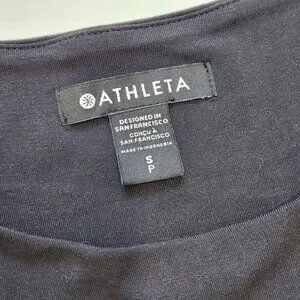 ATHLETA
DESIGNED IN
SAN FRANCISCO
CONÇU À
SAN FRANCISCO
MADE IN INDONESIA
S
P